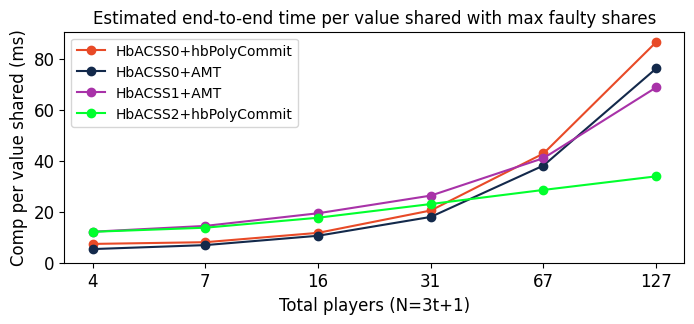 Estimated end-to-end time per value shared with max faulty shares
Comp per value shared (ms)
80
60
40
20
0
HbACSS0+hbPolyCommit
HbACSS0+AMT
HbACSS1+AMT
HbACSS2+hbPolyCommit
4 7 16 31 67 127
Total players (N=3t+1)